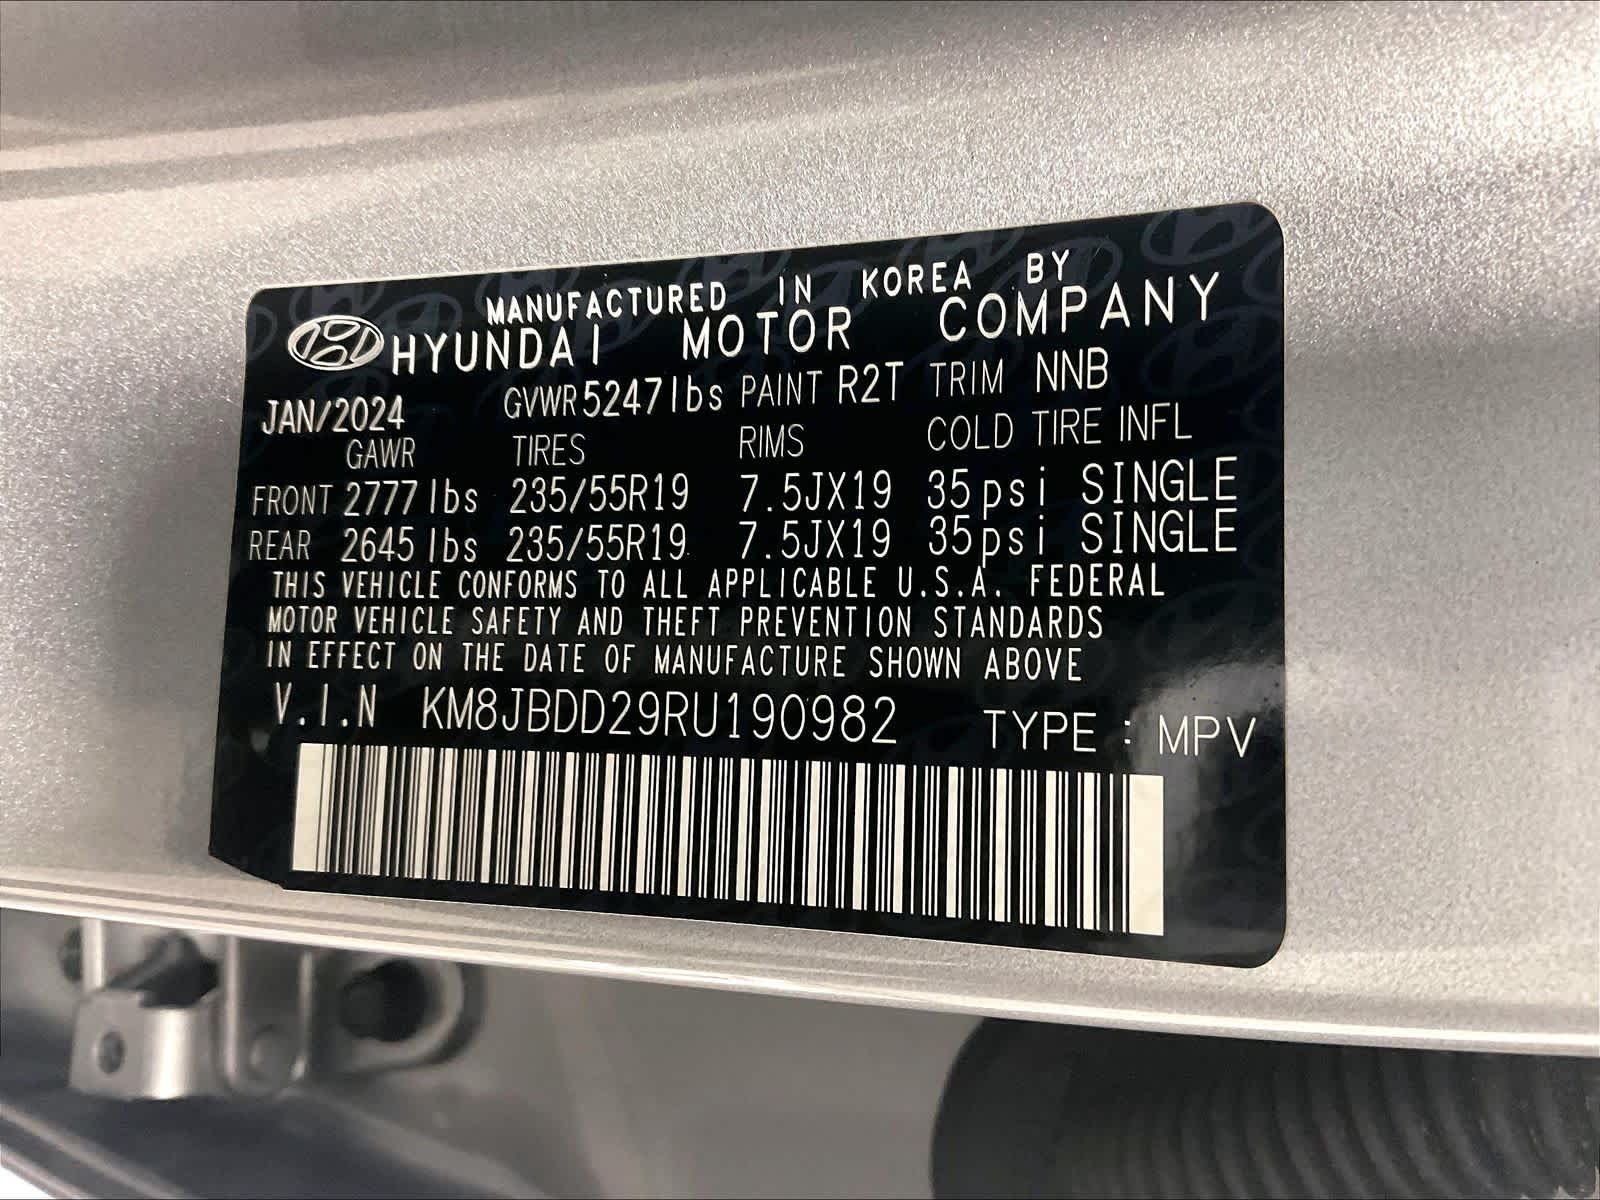 MANUFACTURED IN KOREA BY
HYUNDAI MOTOR COMPANY
JAN/2024 GVWR 5247lbs PAINT R2T TRIM NNB
GAWR TIRES RIMS COLD TIRE INFL
FRONT 2777lbs 235/55R19 7.5JX19 35psi SINGLE
REAR 2645lbs 235/55R19 7.5JX19 35psi SINGLE
THIS VEHICLE CONFORMS TO ALL APPLICABLE U.S.A. FEDERAL
MOTOR VEHICLE SAFETY AND THEFT PREVENTION STANDARDS
IN EFFECT ON THE DATE OF MANUFACTURE SHOWN ABOVE
V.I.N KM8JBDD29RU190982 TYPE : MPV